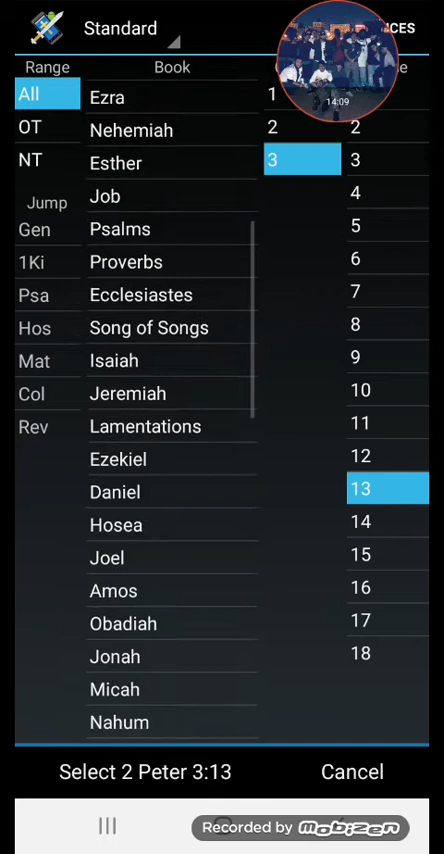 Standard
CES
Range
Book
e
14:09
All
OT
NT
Jump
Gen
1Ki
Psa
Hos
Mat
Col
Rev
Ezra
Nehemiah
Esther
Job
Psalms
Proverbs
Ecclesiastes
Song of Songs
Isaiah
Jeremiah
Lamentations
Ezekiel
Daniel
Hosea
Joel
Amos
Obadiah
Jonah
Micah
Nahum
1
2
3
2
3
4
5
6
7
8
9
10
11
12
13
14
15
16
17
18
Select 2 Peter 3:13
Cancel
Recorded by mobizen